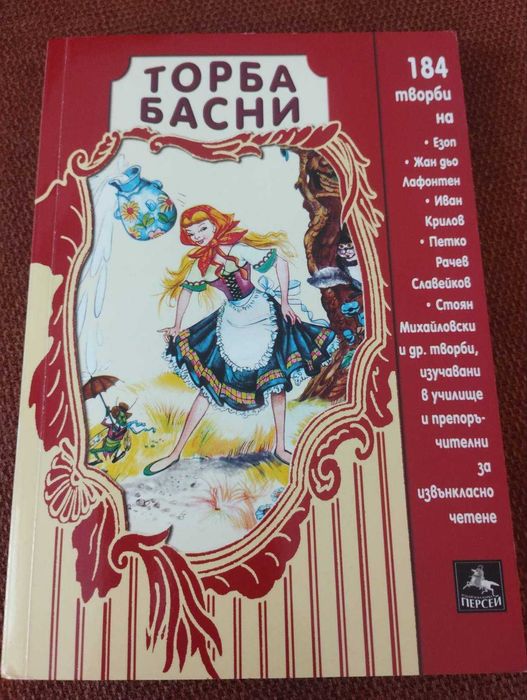 ТОРБА
БАСНИ
184
творби
на
• Езоп
• Жан дьо
Лафонтен
• Иван
Крилов
• Петко
Рачев
Славейков
• Стоян
Михайловски
и др. творби,
изучавани
в училище
и препоръ-
чителни
за
извънкласно
четене
ПЕРСЕЙ